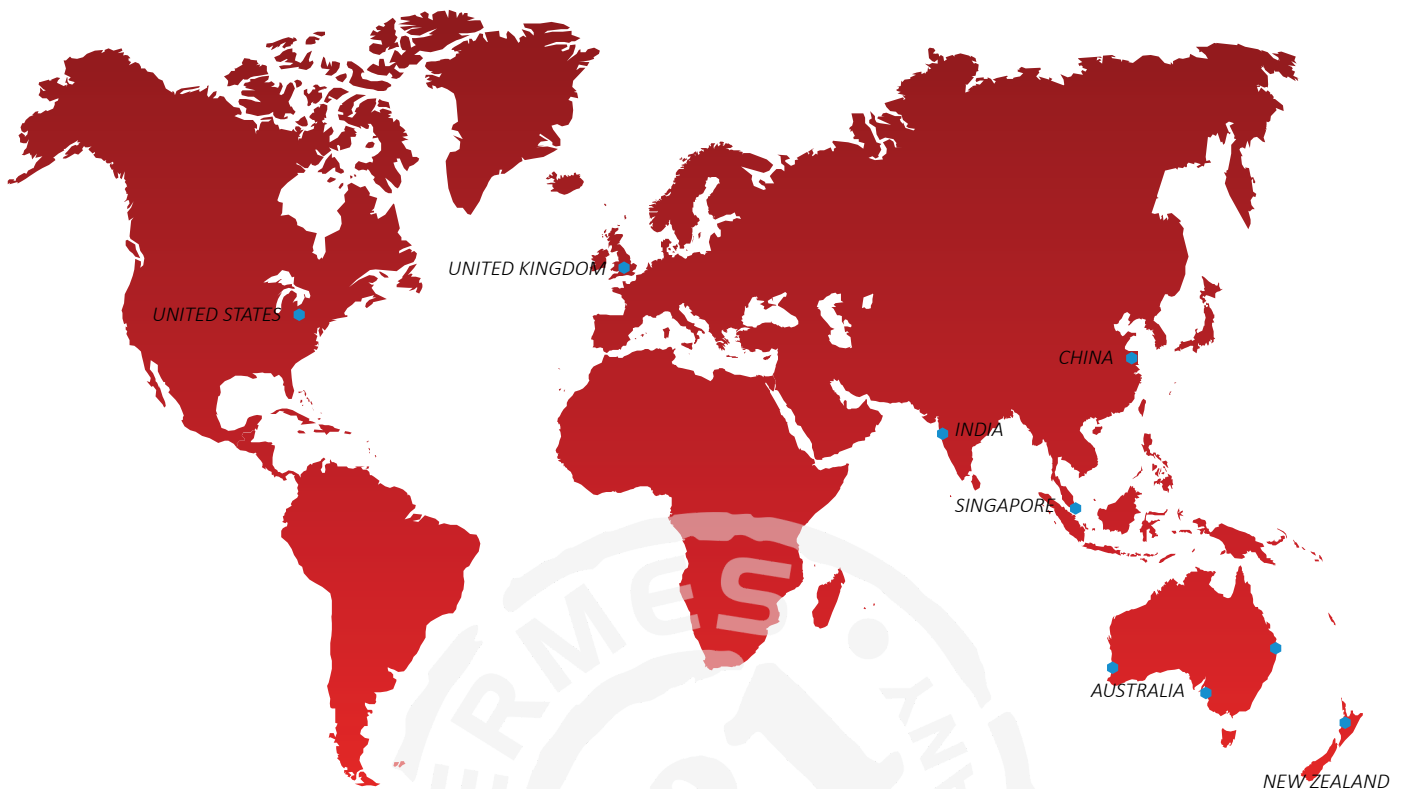 UNITED KINGDOM
UNITED STATES
CHINA
INDIA
SINGAPORE
AUSTRALIA
NEW ZEALAND